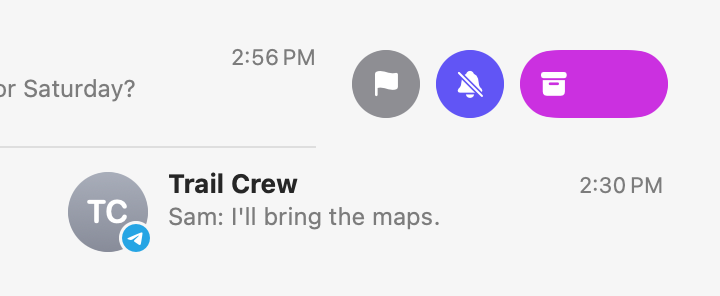 2:56 PM
or Saturday?
Trail Crew
2:30 PM
TC
Sam: I'll bring the maps.